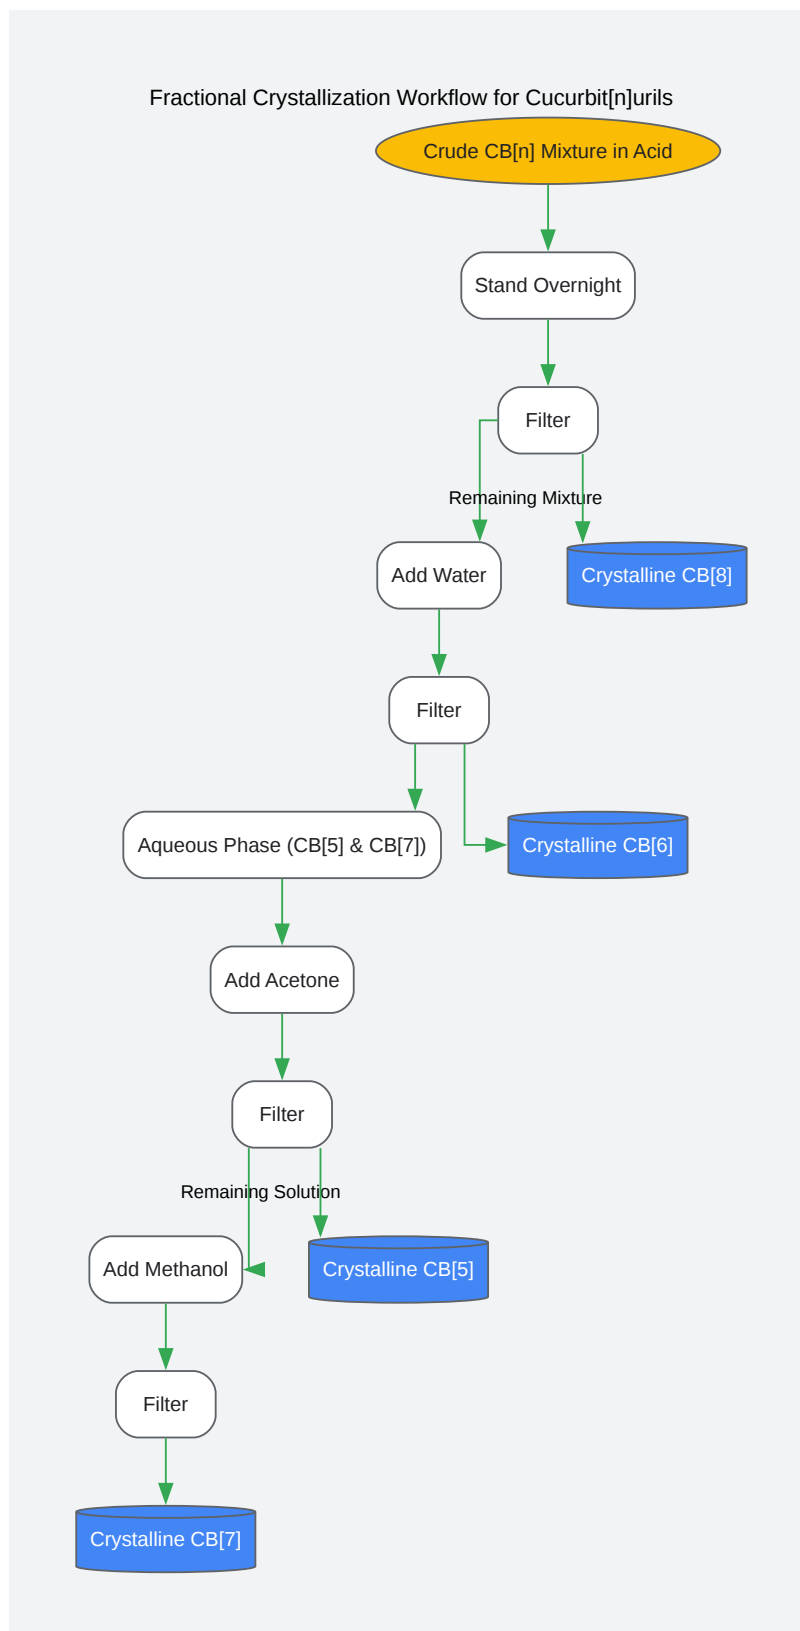 Fractional Crystallization Workflow for Cucurbit[n]urils
Crude CB[n] Mixture in Acid
Stand Overnight
Filter
Remaining Mixture
Add Water
Crystalline CB[8]
Filter
Aqueous Phase (CB[5] & CB[7])
Crystalline CB[6]
Add Acetone
Filter
Remaining Solution
Add Methanol
Crystalline CB[5]
Filter
Crystalline CB[7]